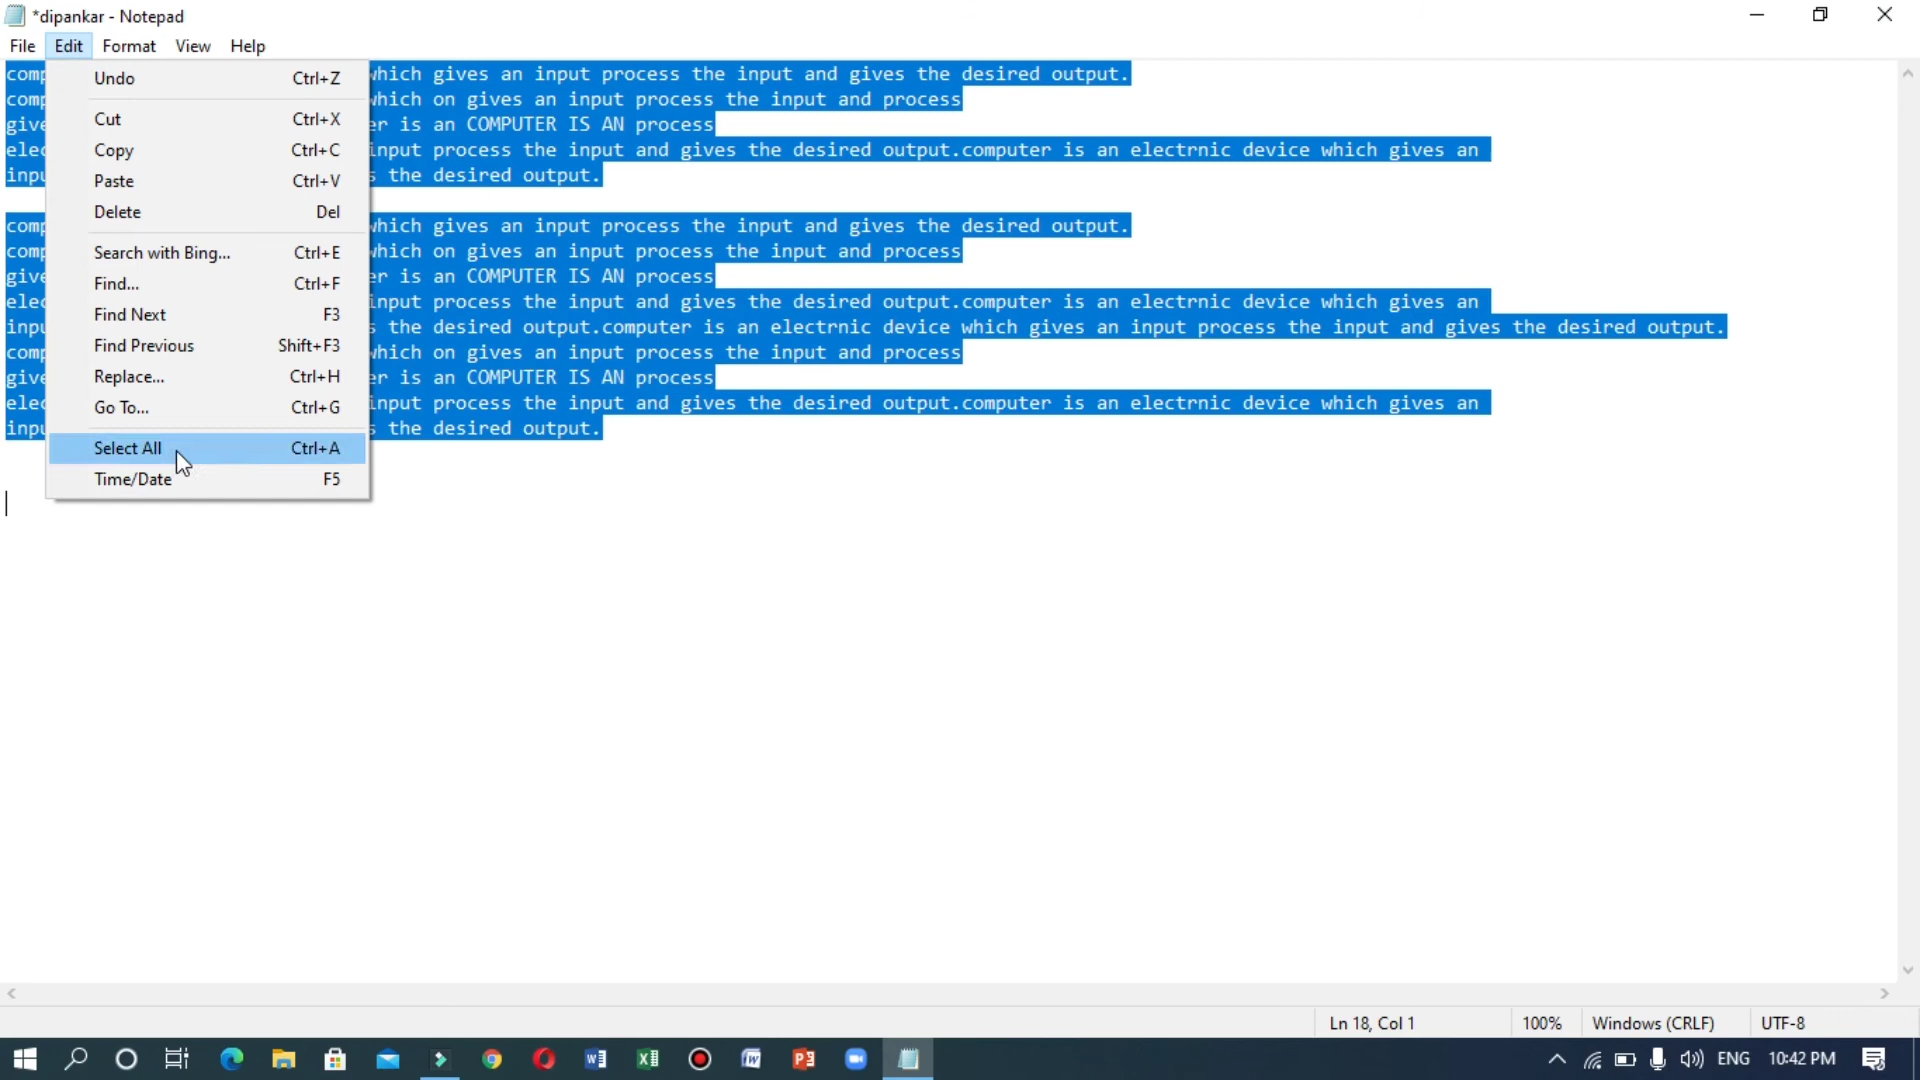 *dipankar - Notepad
File Edit Format View Help
Undo Ctrl+Z
Cut Ctrl+X
Copy Ctrl+C
Paste Ctrl+V
Delete Del
Search with Bing... Ctrl+E
Find... Ctrl+F
Find Next F3
Find Previous Shift+F3
Replace... Ctrl+H
Go To... Ctrl+G
Select All Ctrl+A
Time/Date F5
which gives an input process the input and gives the desired output.
which on gives an input process the input and process
is an COMPUTER IS AN process
input process the input and gives the desired output.computer is an electrnic device which gives an
the desired output.
which gives an input process the input and gives the desired output.
which on gives an input process the input and process
is an COMPUTER IS AN process
input process the input and gives the desired output.computer is an electrnic device which gives an
the desired output.computer is an electrnic device which gives an input process the input and gives the desired output.
which on gives an input process the input and process
is an COMPUTER IS AN process
input process the input and gives the desired output.computer is an electrnic device which gives an
the desired output.
Ln 18, Col 1 100% Windows (CRLF) UTF-8
ENG 10:42 PM